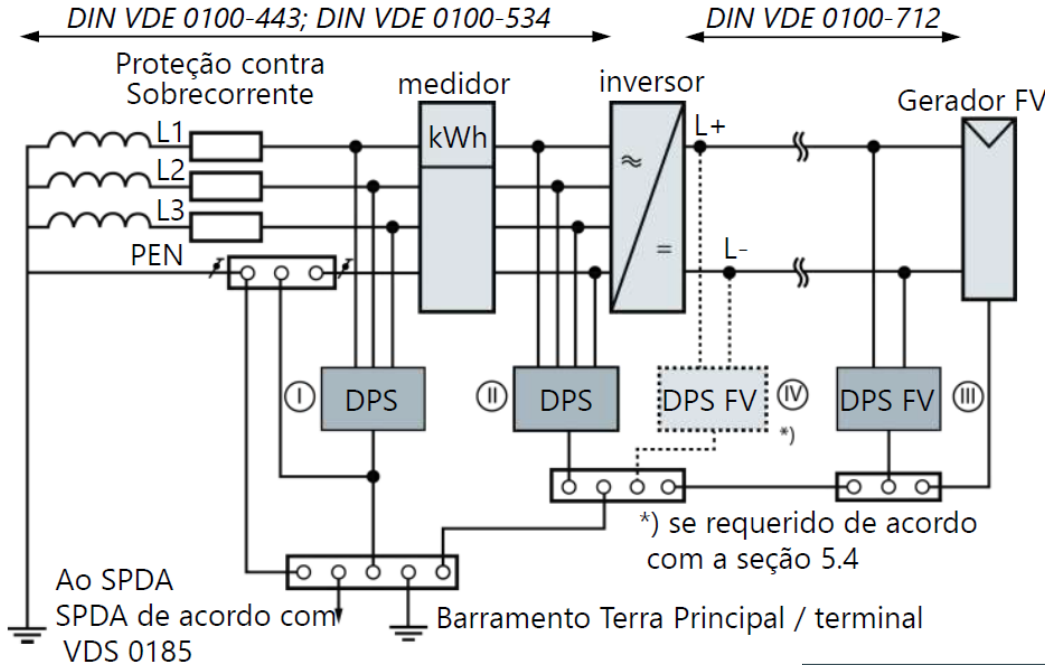 DIN VDE 0100-443; DIN VDE 0100-534
DIN VDE 0100-712
Proteção contra
Sobrecorrente
medidor
inversor
Gerador FV
L1
kWh
L+
≈
L2
L3
PEN
=
L-
I
DPS
II
DPS
DPS FV
IV
*)
DPS FV
III
*) se requerido de acordo
com a seção 5.4
Ao SPDA
SPDA de acordo com
VDS 0185
Barramento Terra Principal / terminal